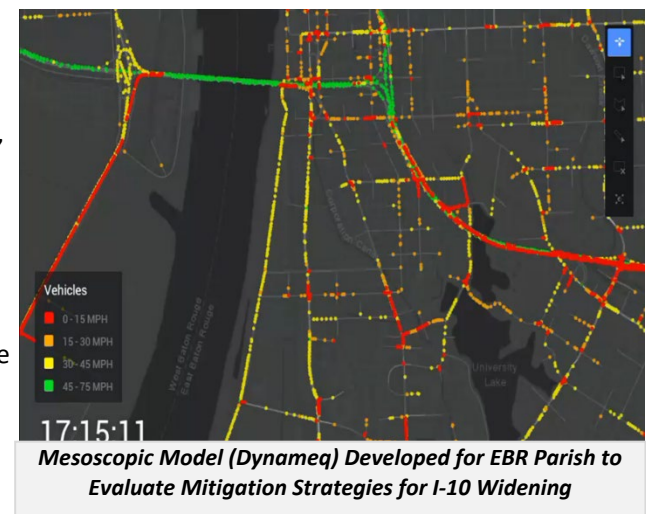 Vehicles
0 - 15 MPH
15 - 30 MPH
30 - 45 MPH
45 - 75 MPH
West Baton Rouge
East Baton Rouge
University
Lake
17:15:11
Mesoscopic Model (Dynameq) Developed for EBR Parish to
Evaluate Mitigation Strategies for I-10 Widening